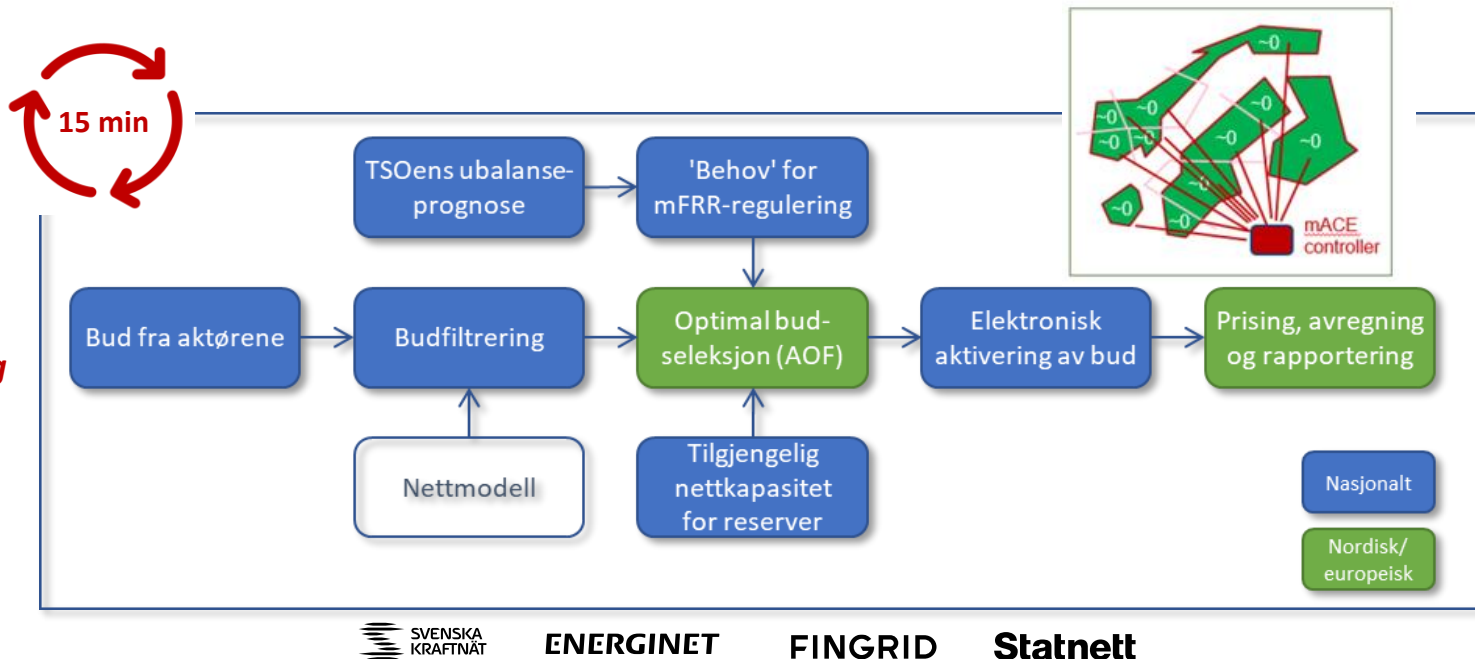 15 min
TSOens ubalanse-
prognose
'Behov' for
mFRR-regulering
~0
~0
~0
~0
~0
~0
~0
~0
~0
~0
~0
mACE
controller
Bud fra aktørene
Budfiltrering
Optimal bud-
seleksjon (AOF)
Elektronisk
aktivering av bud
Prising, avregning
og rapportering
Nettmodell
Tilgjengelig
nettkapasitet
for reserver
Nasjonalt
Nordisk/
europeisk
SVENSKA
KRAFTNÄT
ENERGINET
FINGRID
Statnett